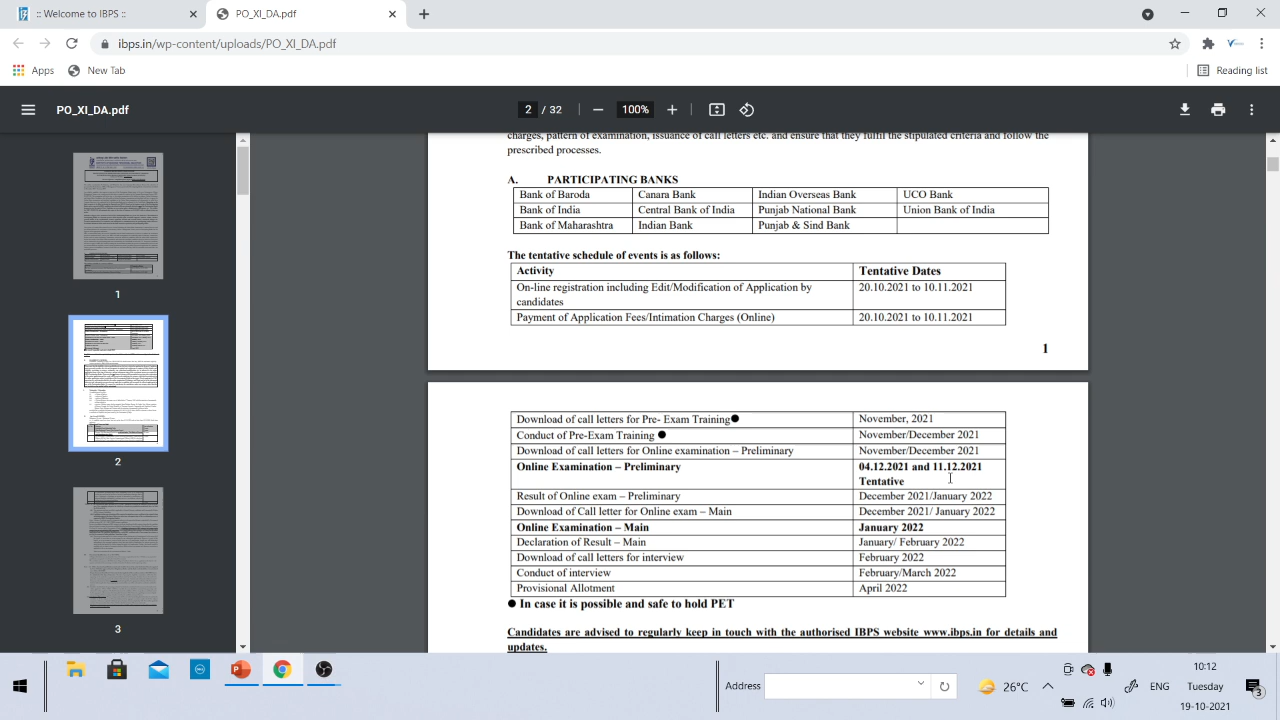 :: Welcome to IBPS ::
PO_XI_DA.pdf
ibps.in/wp-content/uploads/PO_XI_DA.pdf
Apps
New Tab
Reading list
PO_XI_DA.pdf
2 / 32
100%
charges, pattern of examination, issuance of call letters etc. and ensure that they fulfil the stipulated criteria and follow the
prescribed processes.
A. PARTICIPATING BANKS
Bank of Baroda Canara Bank Indian Overseas Bank UCO Bank
Bank of India Central Bank of India Punjab National Bank Union Bank of India
Bank of Maharashtra Indian Bank Punjab & Sind Bank
The tentative schedule of events is as follows:
Activity Tentative Dates
On-line registration including Edit/Modification of Application by 20.10.2021 to 10.11.2021
candidates
Payment of Application Fees/Intimation Charges (Online) 20.10.2021 to 10.11.2021
1
Download of call letters for Pre- Exam Training● November, 2021
Conduct of Pre-Exam Training ● November/December 2021
Download of call letters for Online examination – Preliminary November/December 2021
Online Examination – Preliminary 04.12.2021 and 11.12.2021
Tentative
Result of Online exam – Preliminary December 2021/January 2022
Download of Call letter for Online exam – Main December 2021/ January 2022
Online Examination – Main January 2022
Declaration of Result – Main January/ February 2022
Download of call letters for interview February 2022
Conduct of interview February/March 2022
Provisional Allotment April 2022
● In case it is possible and safe to hold PET
Candidates are advised to regularly keep in touch with the authorised IBPS website www.ibps.in for details and
updates.
1
2
3
Address
26°C
ENG
10:12
Tuesday
19-10-2021
3